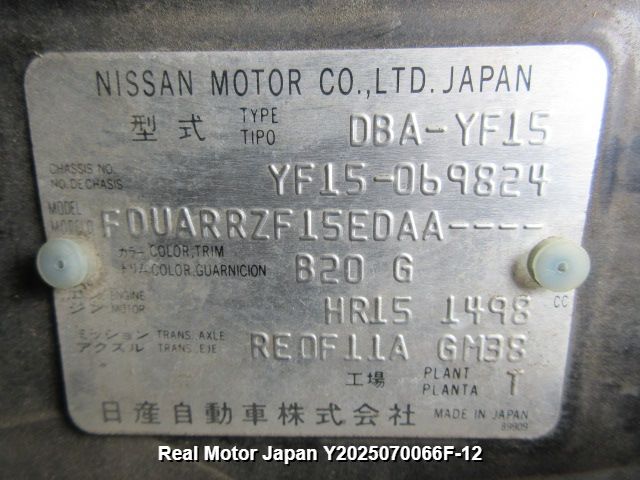 NISSAN MOTOR CO.,LTD. JAPAN
型式 TYPE TIPO DBA-YF15
CHASSIS NO. NO. DE CHASIS YF15-069824
MODEL MODELO FDUARRZF15EDAA----
カラー COLOR,TRIM
トリム COLOR,GUARNICION B20 G
ENGINE
ジン MOTOR HR15 1498 CC
ミッション TRANS. AXLE
アクスル TRANS. EJE RE0F11A GM38
工場 PLANT PLANTA T
日産自動車株式会社 MADE IN JAPAN
89909
Real Motor Japan Y2025070066F-12